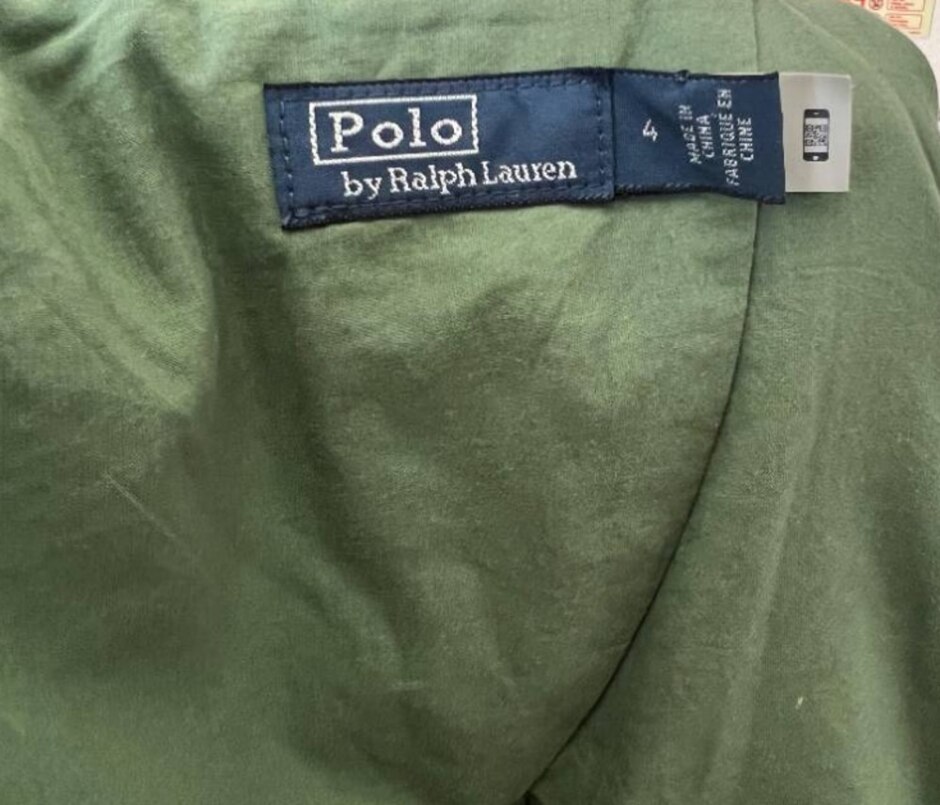 Polo
by Ralph Lauren
4
MADE IN
CHINA
FABRIQUE EN
CHINE